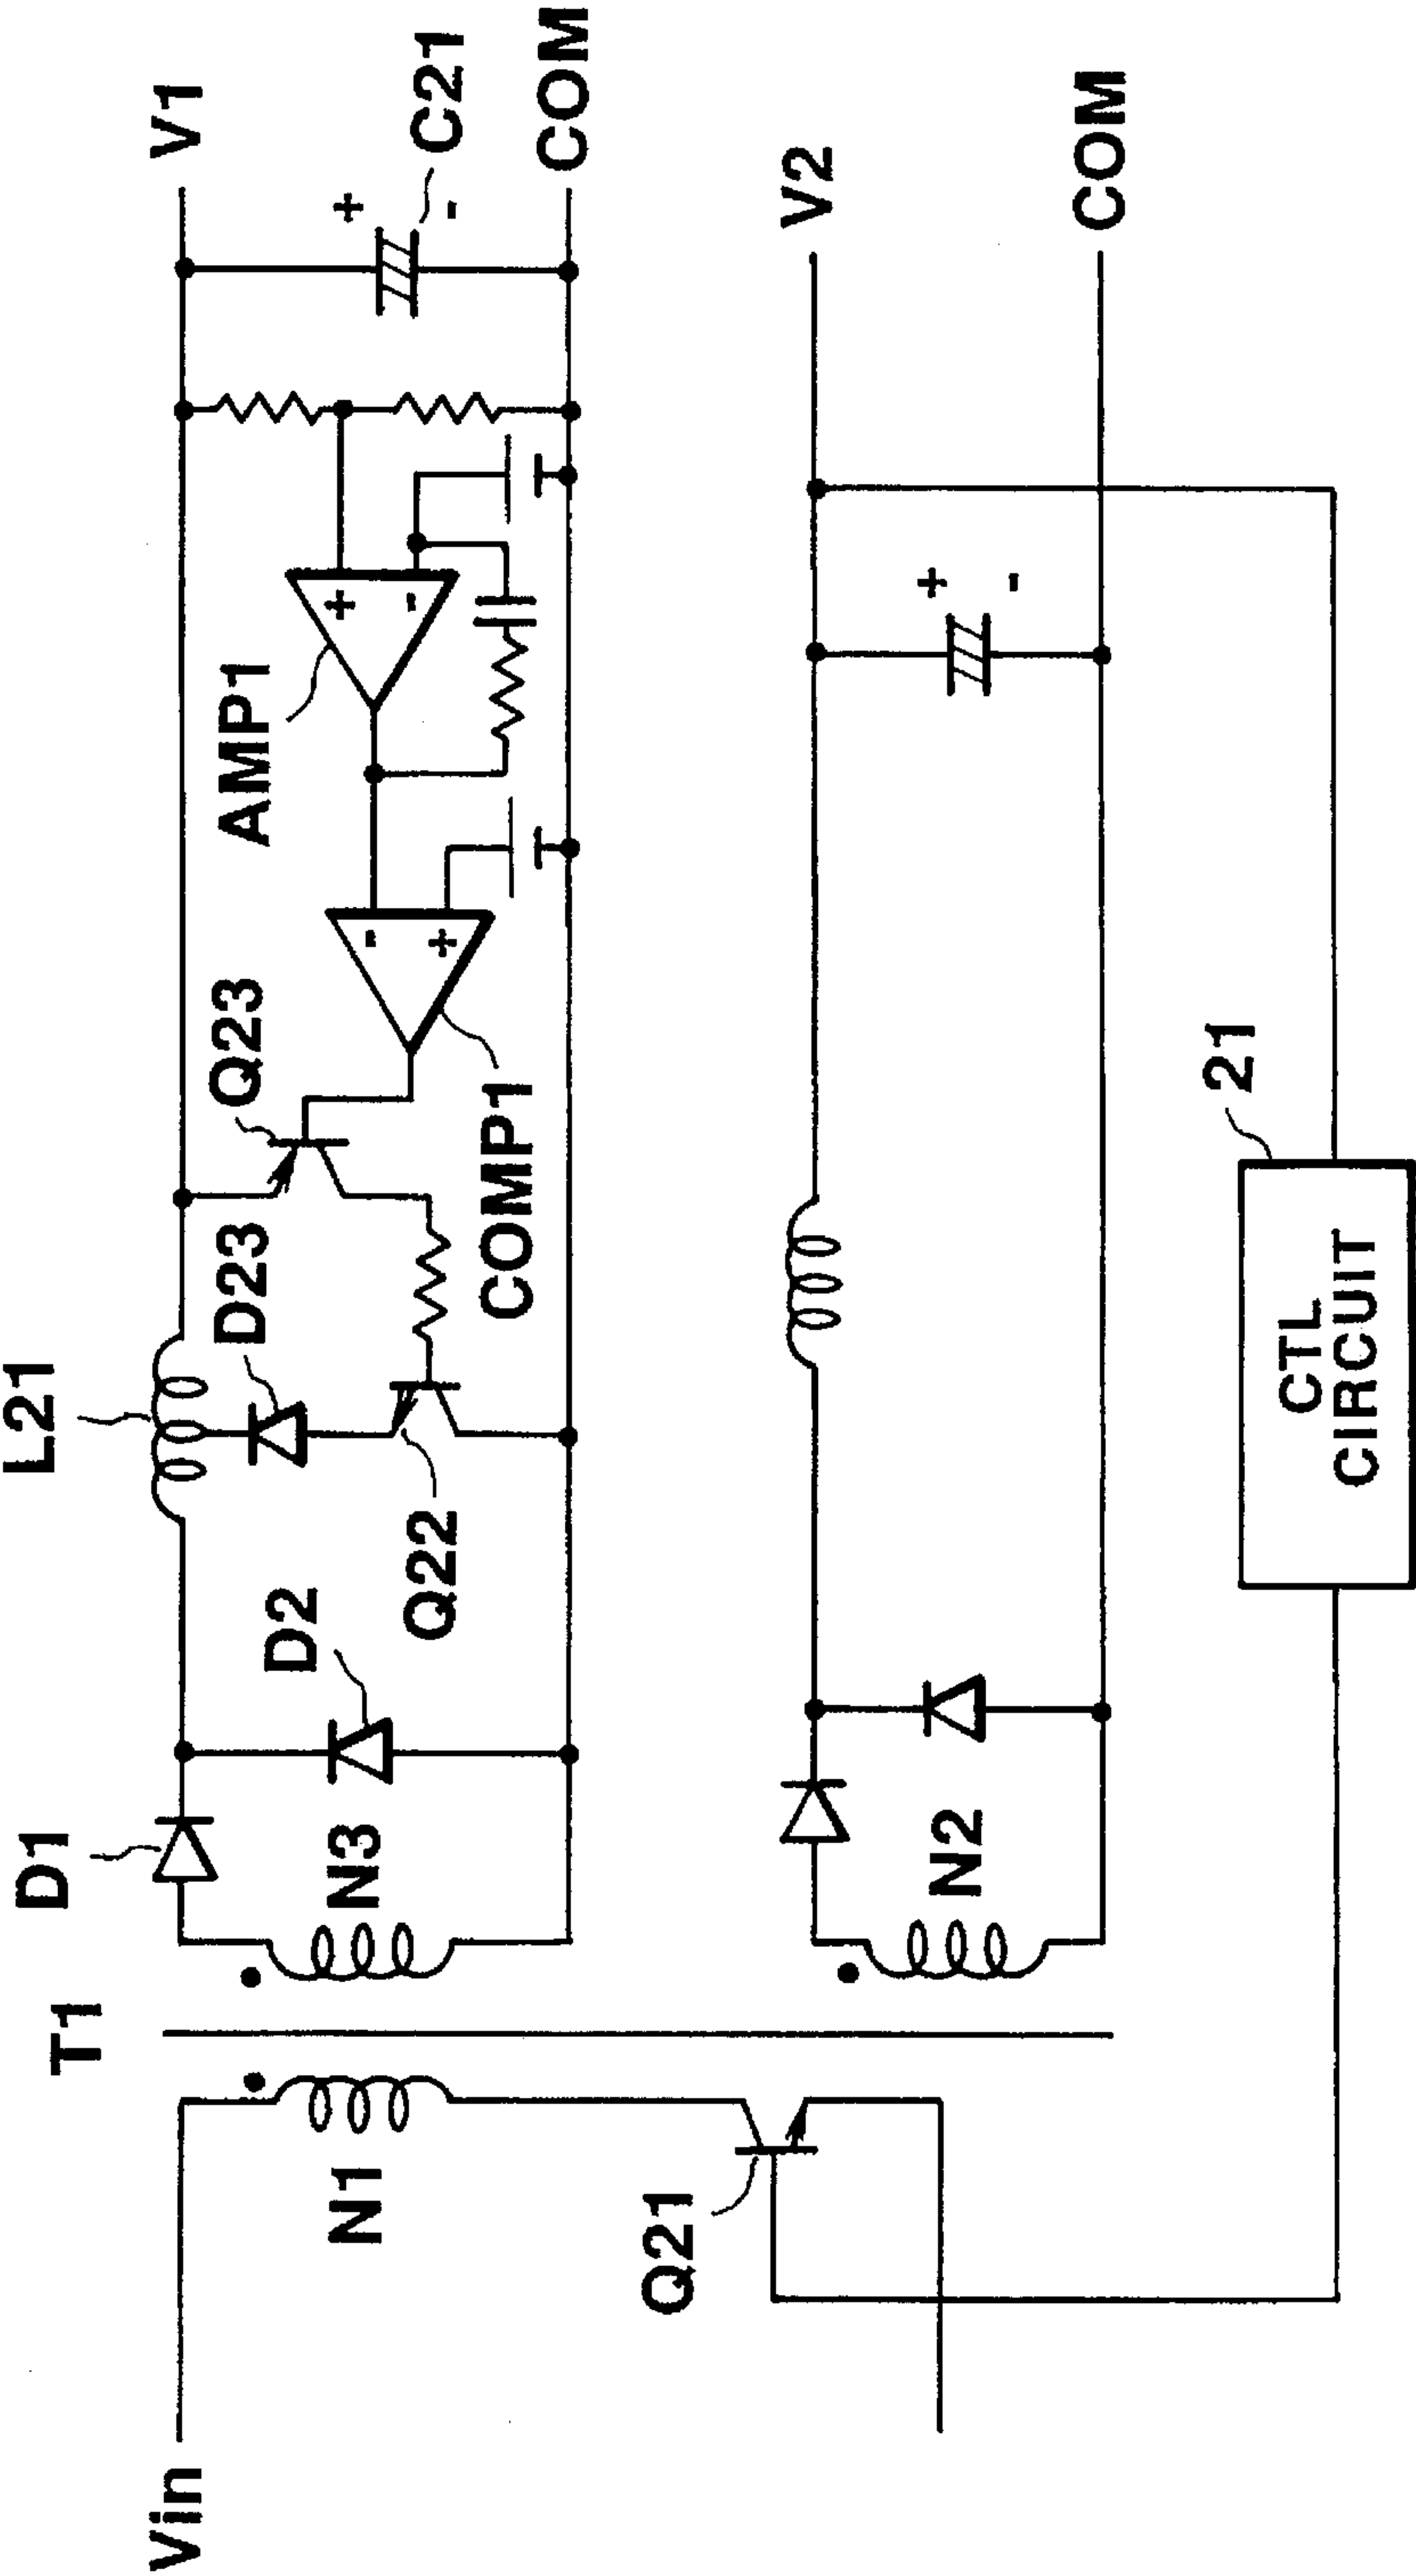 L21
D1
T1
V1
D23
Q23
AMP1
+
-
C21
D2
N3
Q22
COMP1
-
+
+
-
COM
Vin
N1
Q21
V2
N2
+
-
COM
21
CTL
CIRCUIT